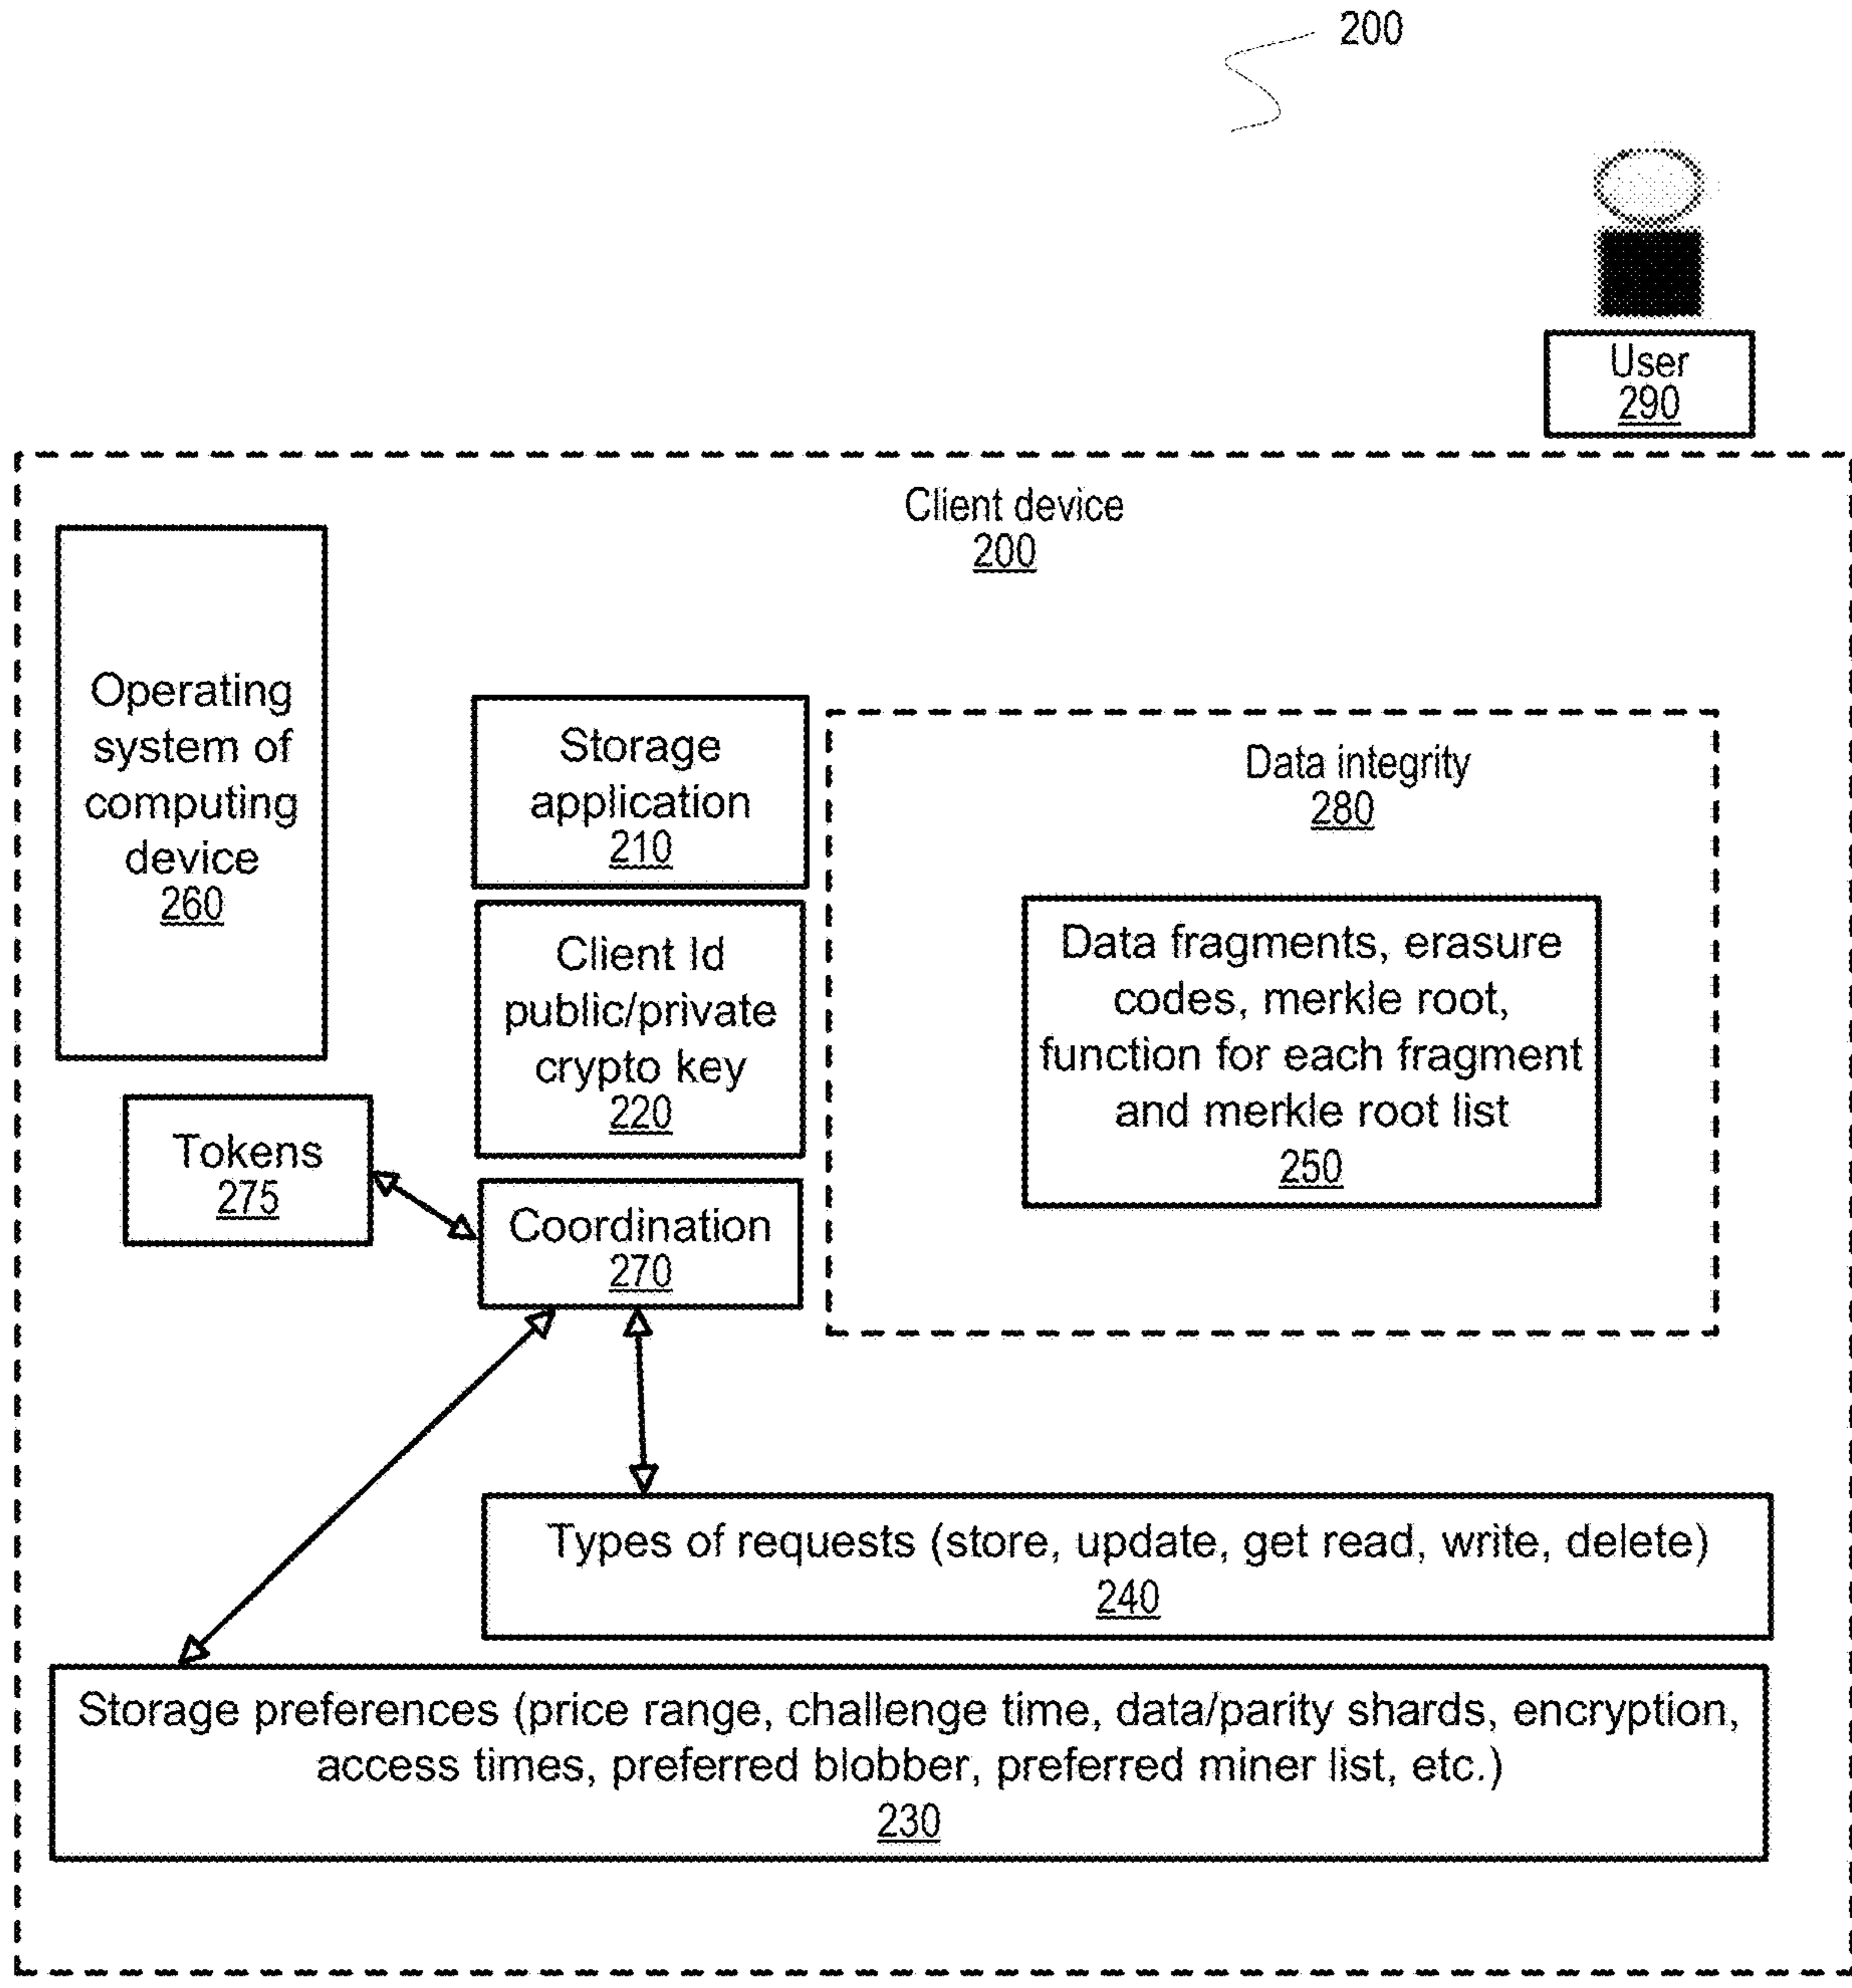 200
User
290
Client device
200
Operating
system of
computing
device
260
Storage
application
210
Data integrity
280
Client Id
public/private
crypto key
220
Data fragments, erasure
codes, merkle root,
function for each fragment
and merkle root list
250
Tokens
275
Coordination
270
Types of requests (store, update, get read, write, delete)
240
Storage preferences (price range, challenge time, data/parity shards, encryption,
access times, preferred blobber, preferred miner list, etc.)
230